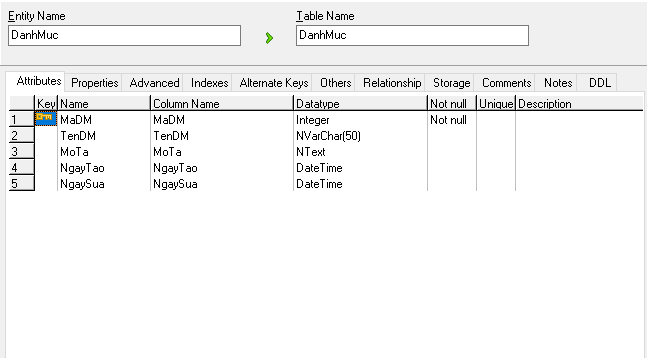 Entity Name Table Name
DanhMuc DanhMuc
Attributes Properties Advanced Indexes Alternate Keys Others Relationship Storage Comments Notes DDL
Key Name Column Name Datatype Not null Unique Description
1 MaDM MaDM Integer Not null
2 TenDM TenDM NVarChar(50)
3 MoTa MoTa NText
4 NgayTao NgayTao DateTime
5 NgaySua NgaySua DateTime